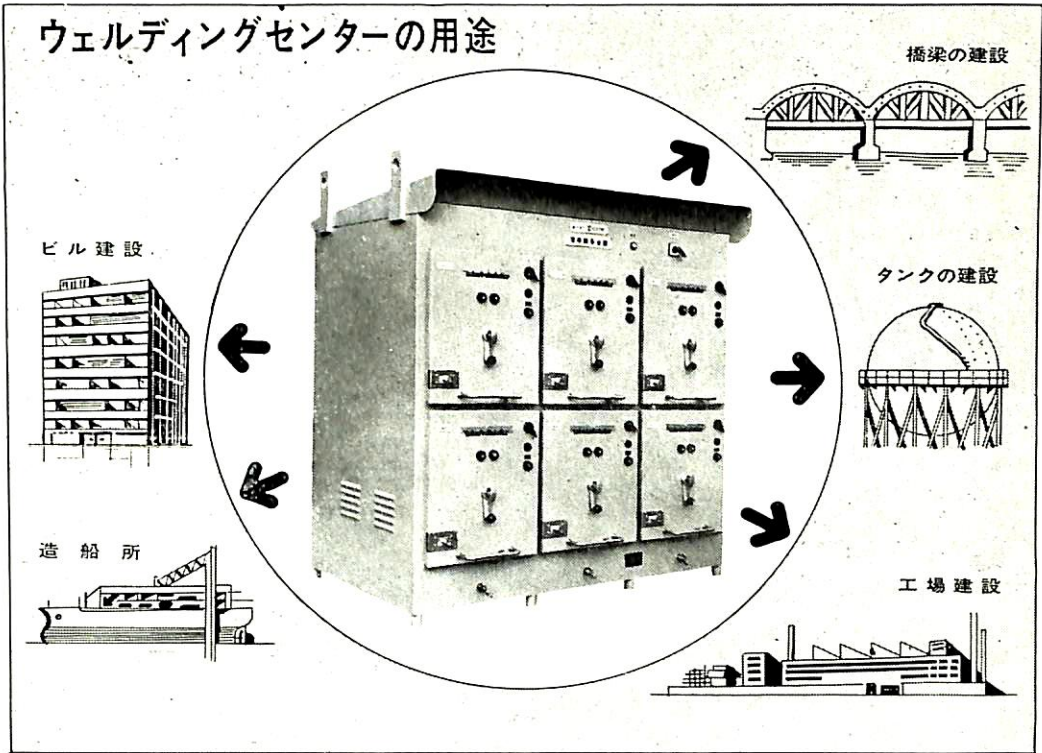 ウェルディングセンターの用途
橋梁の建設
ビル建設
タンクの建設
造船所
工場建設